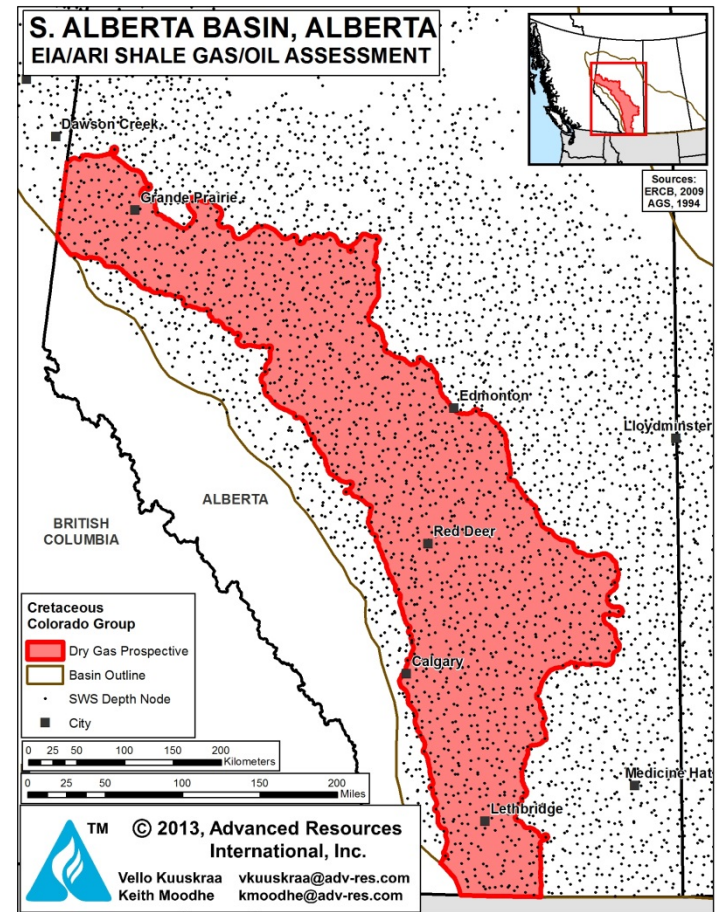 S. ALBERTA BASIN, ALBERTA
EIA/ARI SHALE GAS/OIL ASSESSMENT
Sources:
ERCB, 2009
AGS, 1994
Dawson Creek
Grande Prairie
Edmonton
Lloydminster
ALBERTA
BRITISH
COLUMBIA
Red Deer
Calgary
Medicine Hat
Lethbridge
Cretaceous
Colorado Group
Dry Gas Prospective
Basin Outline
SWS Depth Node
City
0 25 50 100 150 200
Kilometers
0 25 50 100 150 200
Miles
TM © 2013, Advanced Resources
International, Inc.
Vello Kuuskraa vkuuskraa@adv-res.com
Keith Moodhe kmoodhe@adv-res.com